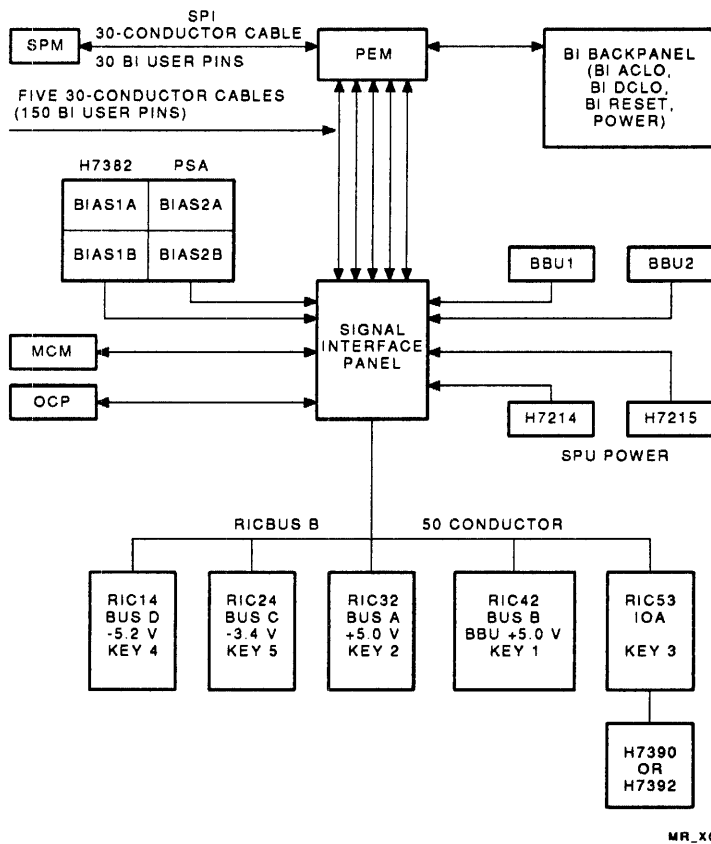 SPI
30-CONDUCTOR CABLE
SPM
30 BI USER PINS
PEM
BI BACKPANEL
(BI ACLO,
BI DCLO,
BI RESET,
POWER)
FIVE 30-CONDUCTOR CABLES
(150 BI USER PINS)
H7382 PSA
BIAS1A BIAS2A
BIAS1B BIAS2B
BBU1 BBU2
SIGNAL
INTERFACE
PANEL
MCM
OCP
H7214 H7215
SPU POWER
RICBUS B 50 CONDUCTOR
RIC14
BUS D
-5.2 V
KEY 4
RIC24
BUS C
-3.4 V
KEY 5
RIC32
BUS A
+5.0 V
KEY 2
RIC42
BUS B
BBU +5.0 V
KEY 1
RIC53
IOA
KEY 3
H7390
OR
H7392